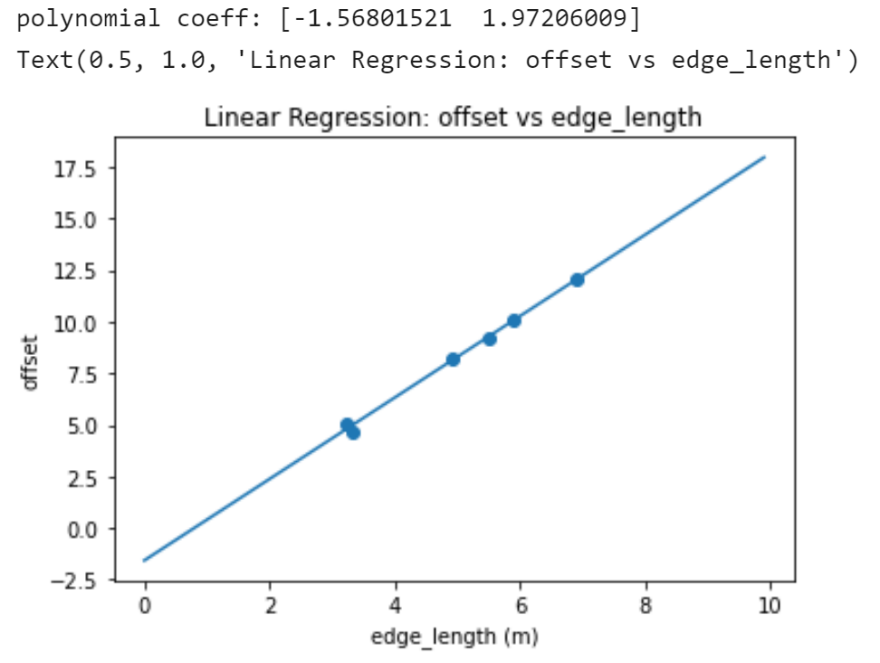 polynomial coeff: [-1.56801521  1.97206009]
Text(0.5, 1.0, 'Linear Regression: offset vs edge_length')
Linear Regression: offset vs edge_length
17.5
15.0
12.5
10.0
7.5
5.0
2.5
0.0
−2.5
offset
0 2 4 6 8 10
edge_length (m)